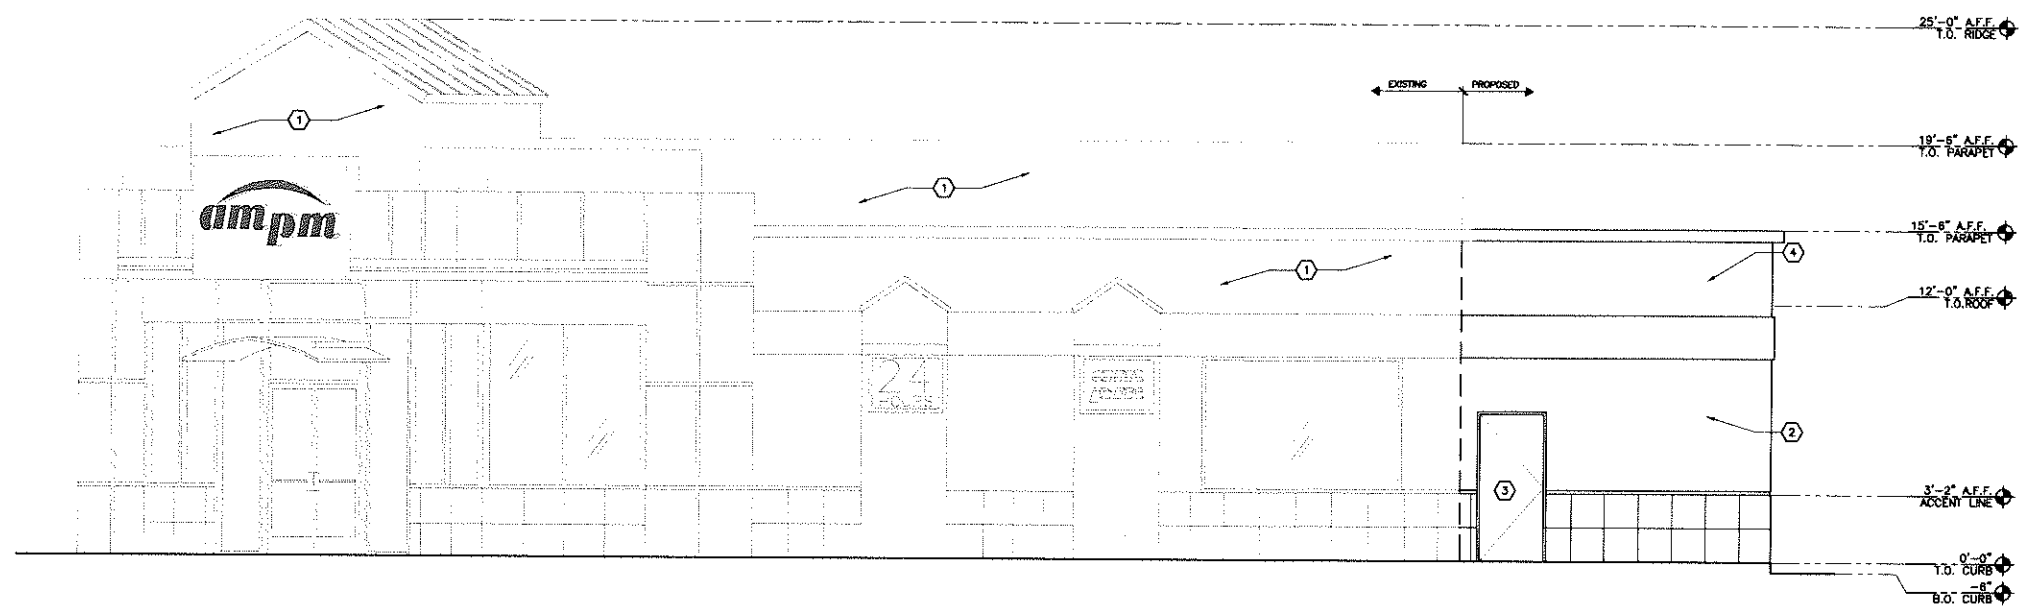 25'-0" A.F.F.
T.O. RIDGE
EXISTING
PROPOSED
1
19'-6" A.F.F.
T.O. PARAPET
1
ampm
15'-6" A.F.F.
T.O. PARAPET
4
1
12'-0" A.F.F.
T.O.ROOF
24
2
3
3'-2" A.F.F.
ACCENT LINE
0'-0"
T.O. CURB
-6"
B.O. CURB